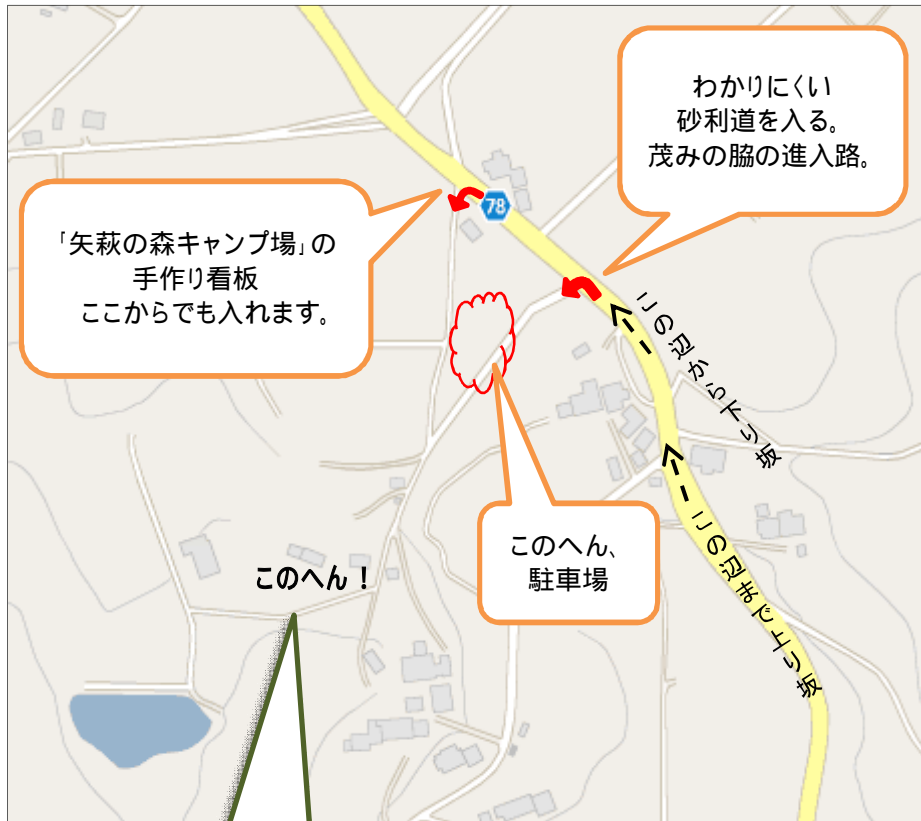 わかりにくい
砂利道を入る。
茂みの脇の進入路。
「矢萩の森キャンプ場」の
手作り看板
ここからでも入れます。
78
この辺から下り坂
このへん、
駐車場
このへん！
この辺まで上り坂